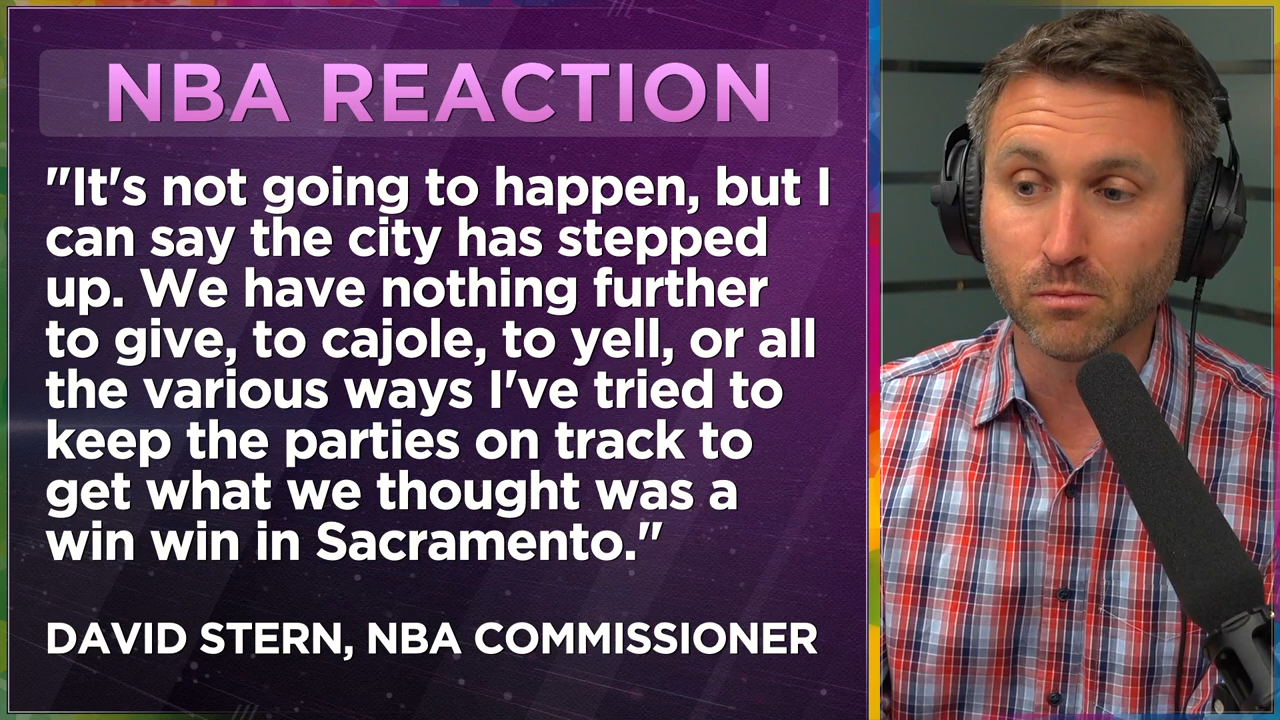 NBA REACTION
"It's not going to happen, but I
can say the city has stepped
up. We have nothing further
to give, to cajole, to yell, or all
the various ways I've tried to
keep the parties on track to
get what we thought was a
win win in Sacramento."
DAVID STERN, NBA COMMISSIONER